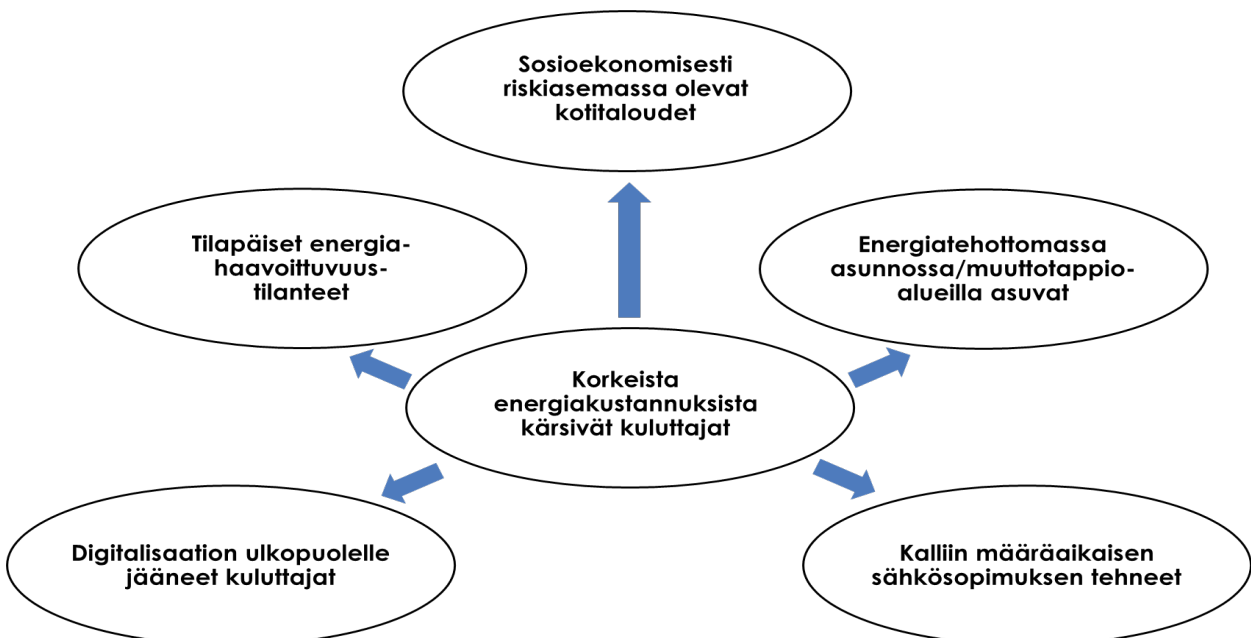 Sosioekonomisesti
riskiasemassa olevat
kotitaloudet
Tilapäiset energia-
haavoittuvuus-
tilanteet
Energiatehottomassa
asunnossa/muuttotappio-
alueilla asuvat
Korkeista
energiakustannuksista
kärsivät kuluttajat
Digitalisaation ulkopuolelle
jääneet kuluttajat
Kalliin määräaikaisen
sähkösopimuksen tehneet